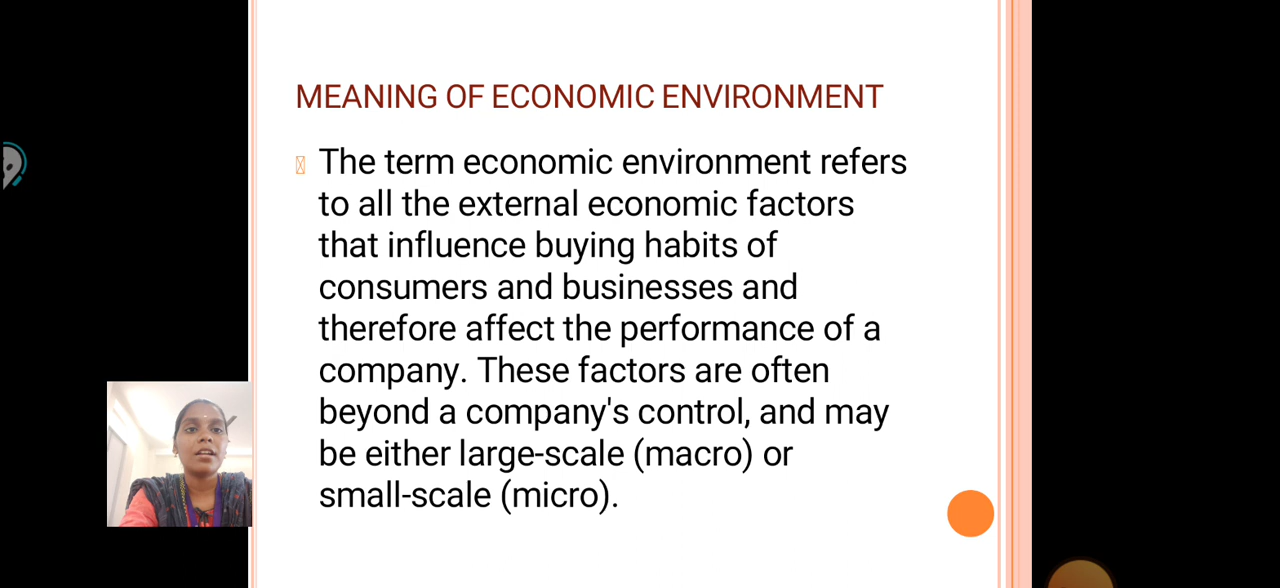 MEANING OF ECONOMIC ENVIRONMENT
The term economic environment refers
to all the external economic factors
that influence buying habits of
consumers and businesses and
therefore affect the performance of a
company. These factors are often
beyond a company's control, and may
be either large-scale (macro) or
small-scale (micro).